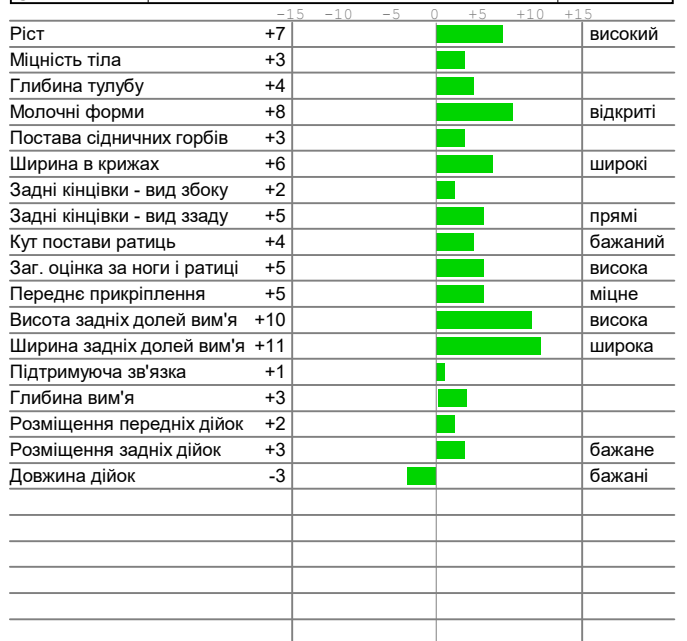 -15 -10 -5 0 +5 +10 +15
Ріст +7 високий
Міцність тіла +3
Глибина тулубу +4
Молочні форми +8 відкриті
Постава сідничних горбів +3
Ширина в крижах +6 широкі
Задні кінцівки - вид збоку +2
Задні кінцівки - вид ззаду +5 прямі
Кут постави ратиць +4 бажаний
Заг. оцінка за ноги і ратиці +5 висока
Переднє прикріплення +5 міцне
Висота задніх долей вим'я +10 висока
Ширина задніх долей вим'я +11 широка
Підтримуюча зв'язка +1
Глибина вим'я +3
Розміщення передніх дійок +2
Розміщення задніх дійок +3 бажане
Довжина дійок -3 бажані